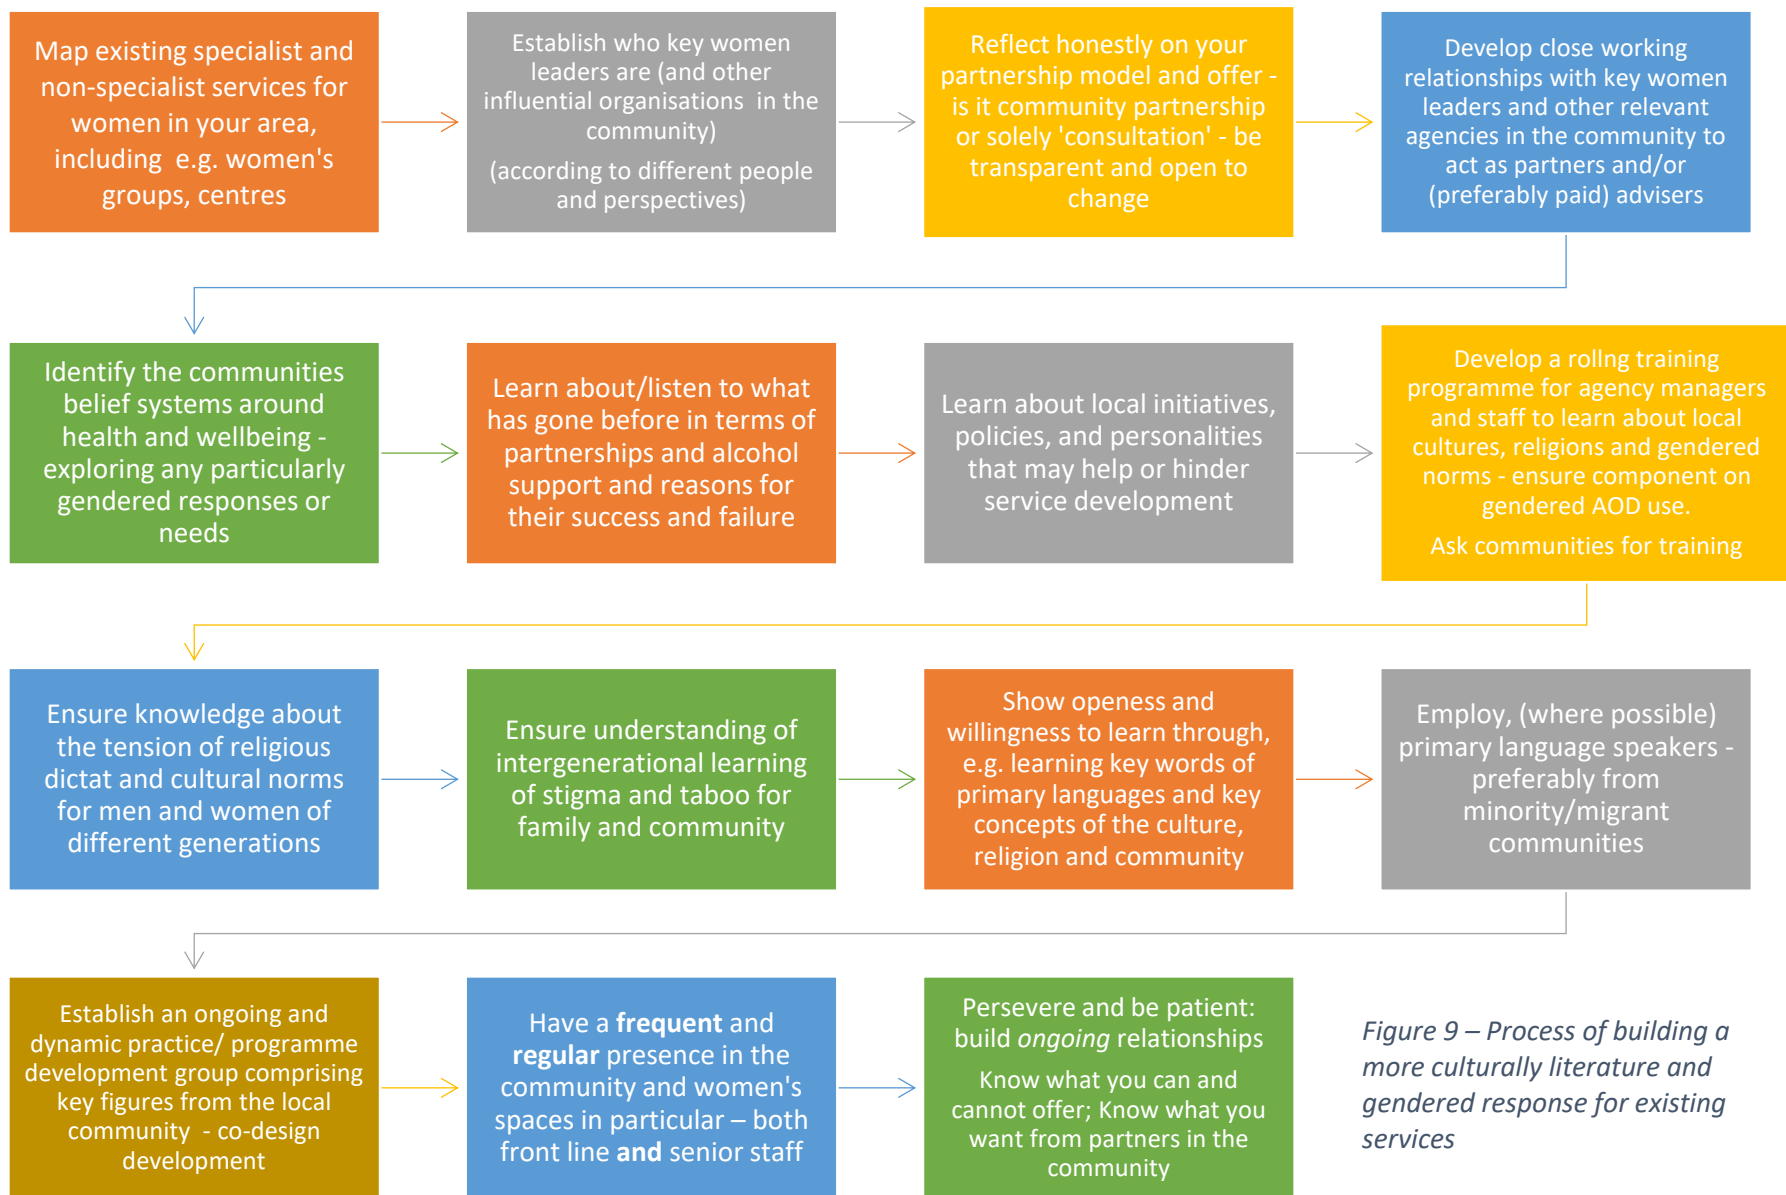 Map existing specialist and
non-specialist services for
women in your area,
including e.g. women's
groups, centres
Establish who key women
leaders are (and other
influential organisations in the
community)
(according to different people
and perspectives)
Reflect honestly on your
partnership model and offer -
is it community partnership
or solely 'consultation' - be
transparent and open to
change
Develop close working
relationships with key women
leaders and other relevant
agencies in the community to
act as partners and/or
(preferably paid) advisers
Identify the communities
belief systems around
health and wellbeing -
exploring any particularly
gendered responses or
needs
Learn about/listen to what
has gone before in terms of
partnerships and alcohol
support and reasons for
their success and failure
Learn about local initiatives,
policies, and personalities
that may help or hinder
service development
Develop a rollng training
programme for agency managers
and staff to learn about local
cultures, religions and gendered
norms - ensure component on
gendered AOD use.
Ask communities for training
Ensure knowledge about
the tension of religious
dictat and cultural norms
for men and women of
different generations
Ensure understanding of
intergenerational learning
of stigma and taboo for
family and community
Show openess and
willingness to learn through,
e.g. learning key words of
primary languages and key
concepts of the culture,
religion and community
Employ, (where possible)
primary language speakers -
preferably from
minority/migrant
communities
Establish an ongoing and
dynamic practice/ programme
development group comprising
key figures from the local
community - co-design
development
Have a frequent and
regular presence in the
community and women's
spaces in particular – both
front line and senior staff
Persevere and be patient:
build ongoing relationships
Know what you can and
cannot offer; Know what you
want from partners in the
community
Figure 9 – Process of building a
more culturally literature and
gendered response for existing
services